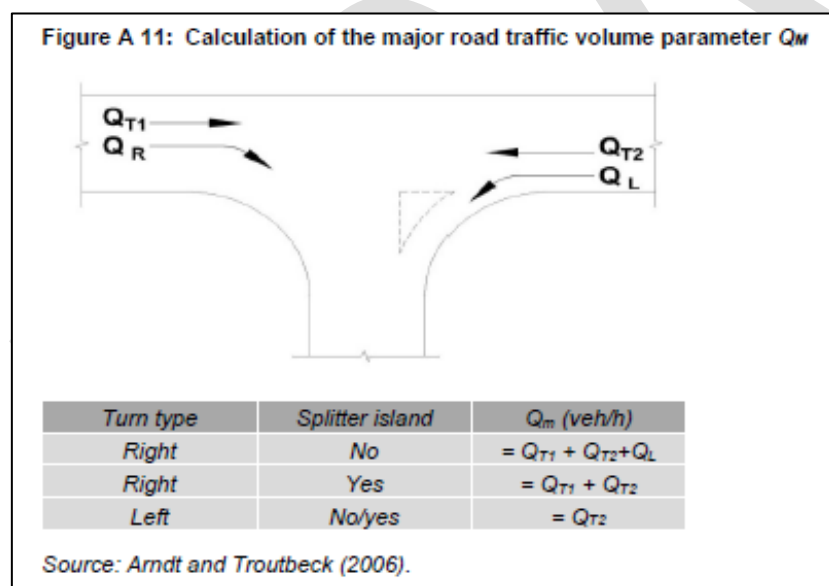 Figure A 11: Calculation of the major road traffic volume parameter QM
QT1
QR
QT2
QL
Turn type Splitter island Qm (veh/h)
Right No = QT1 + QT2+QL
Right Yes = QT1 + QT2
Left No/yes = QT2
Source: Arndt and Troutbeck (2006).